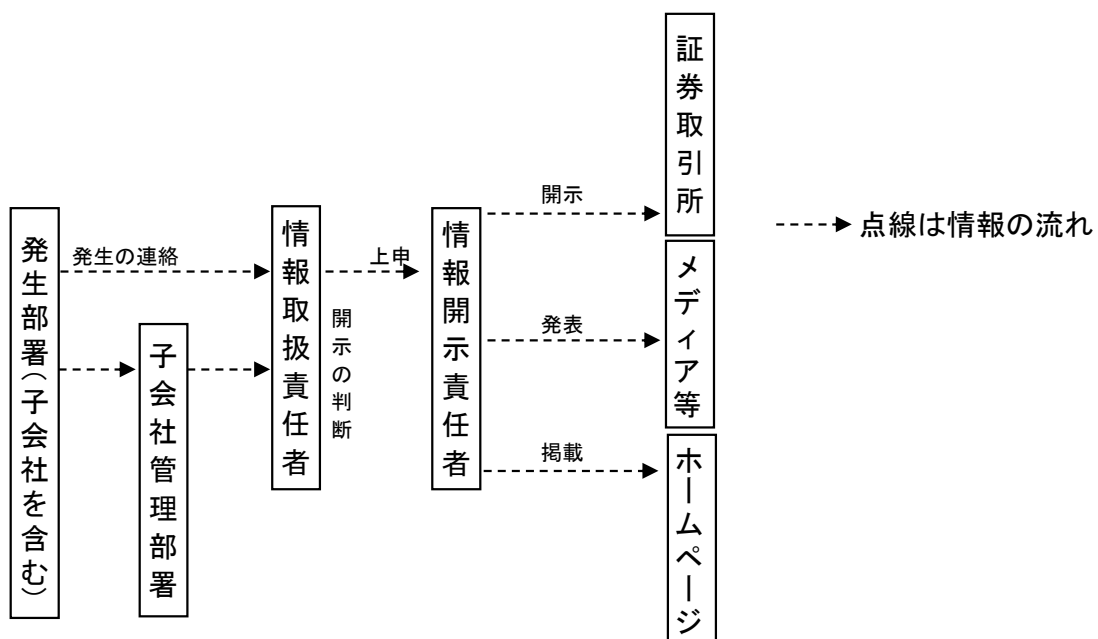 発生部署(子会社を含む)
発生の連絡
子会社管理部署
情報取扱責任者
上申
開示の判断
情報開示責任者
開示
発表
掲載
証券取引所
メディア等
ホームページ
点線は情報の流れ